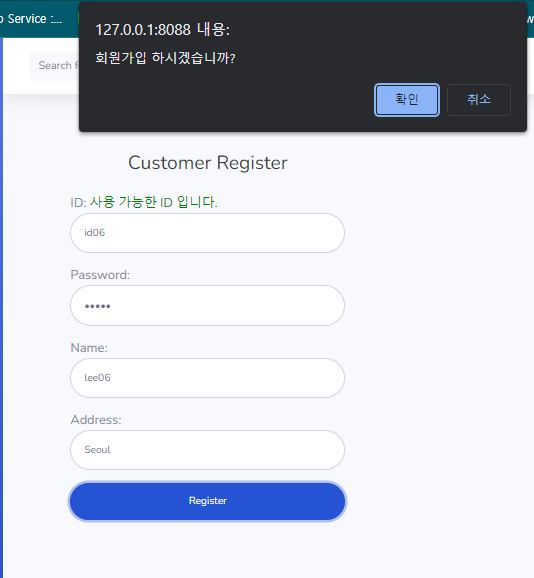 Service :...
127.0.0.1:8088 내용:
회원가입 하시겠습니까?
확인 취소
Search
Customer Register
ID: 사용 가능한 ID 입니다.
id06
Password:
•••••
Name:
lee06
Address:
Seoul
Register